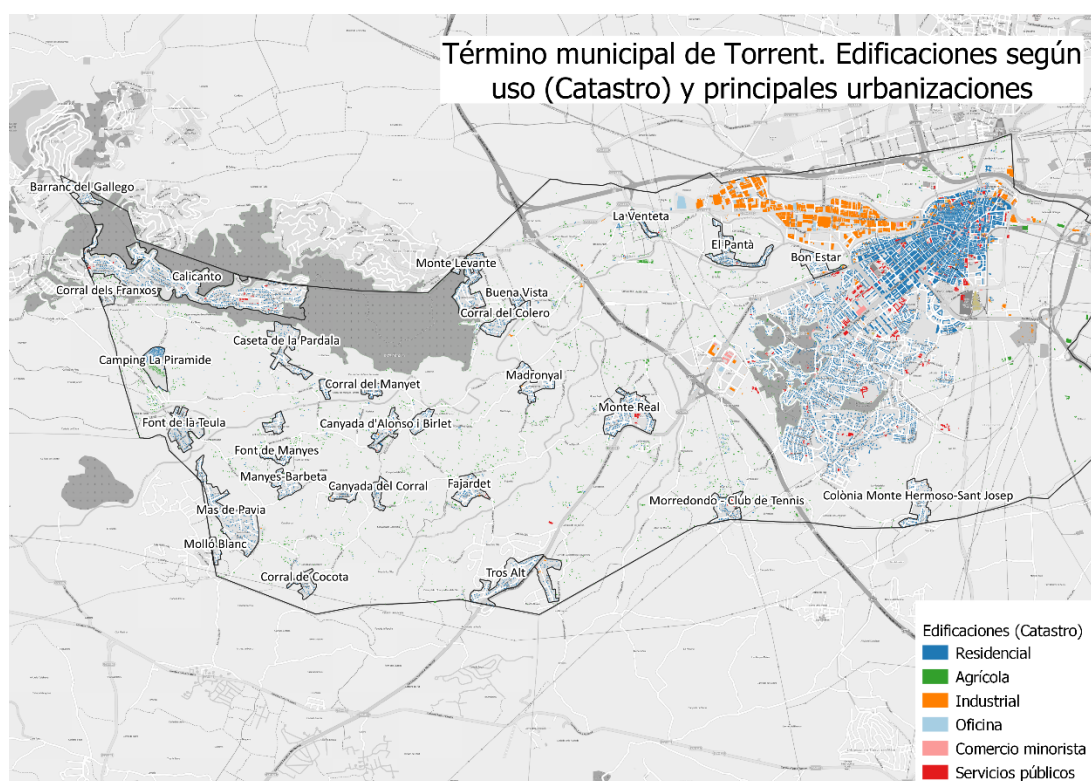 Término municipal de Torrent. Edificaciones según
uso (Catastro) y principales urbanizaciones
Barranc del Gallego
La Venteta
El Pantà
Bon Estar
Monte Levante
Calicanto
Corral dels Franxos
Buena Vista
Corral del Colero
Caseta de la Pardala
Camping La Piramide
Madronyal
Corral del Manyet
Monte Real
Font de la Teula
Canyada d'Alonso i Birlet
Font de Manyes
Manyes-Barbeta
Canyada del Corral
Fajardet
Morredondo - Club de Tennis
Colònia Monte Hermoso-Sant Josep
Mas de Pavia
Molló Blanc
Corral de Cocota
Tros Alt
Edificaciones (Catastro)
Residencial
Agrícola
Industrial
Oficina
Comercio minorista
Servicios públicos